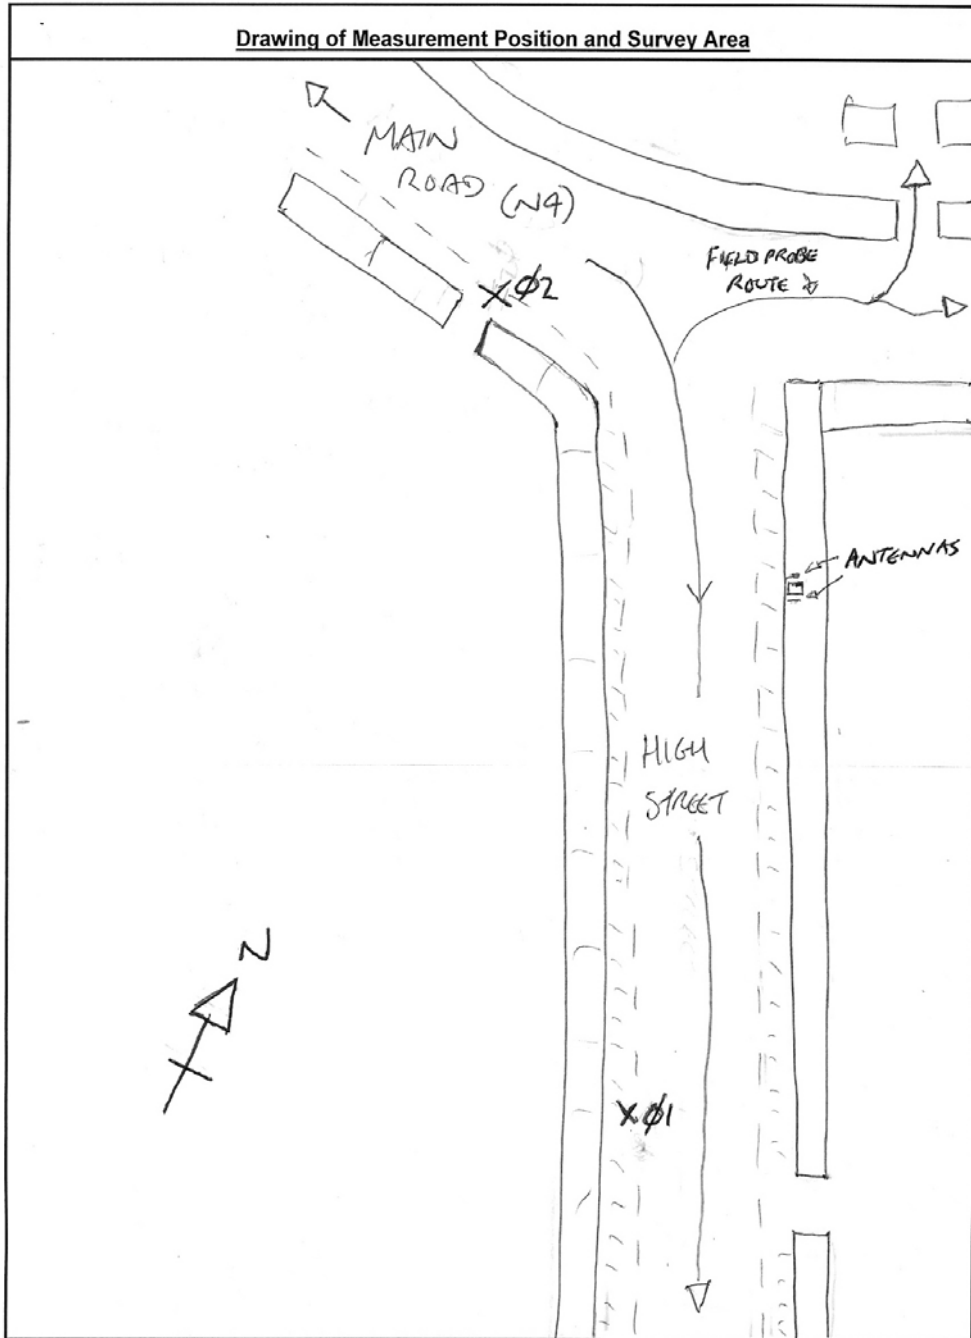 Drawing of Measurement Position and Survey Area
MAIN
ROAD (N4)
FIELD PROBE
ROUTE
X Ø2
ANTENNAS
HIGH
STREET
N
X Ø1